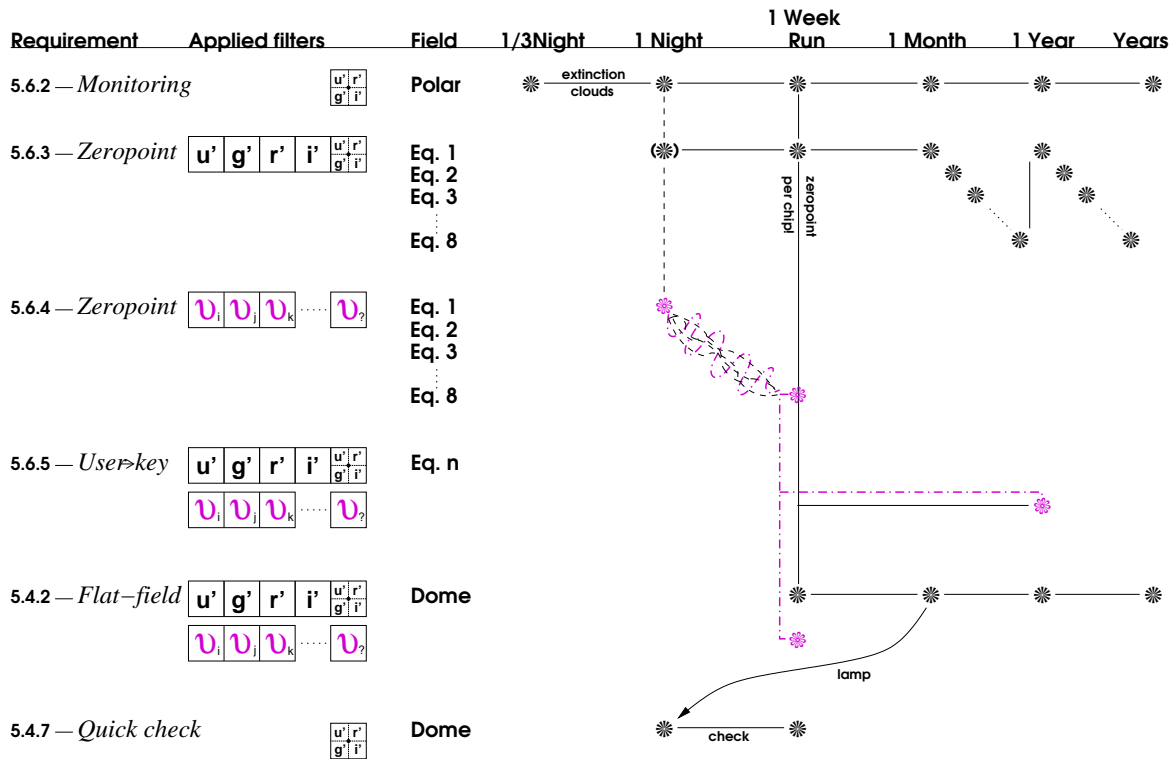 1 Week
Requirement Applied filters Field 1/3Night 1 Night Run 1 Month 1 Year Years
5.6.2 — Monitoring u' r' g' i' Polar extinction clouds
5.6.3 — Zeropoint u' g' r' i' u' r' g' i' Eq. 1
Eq. 2
Eq. 3
Eq. 8
zeropoint
per chip!
5.6.4 — Zeropoint υi υj υk ······ υ? Eq. 1
Eq. 2
Eq. 3
Eq. 8
5.6.5 — User>key u' g' r' i' u' r' g' i' Eq. n
υi υj υk ······ υ?
5.4.2 — Flat–field u' g' r' i' u' r' g' i' Dome
υi υj υk ······ υ?
lamp
5.4.7 — Quick check u' r' g' i' Dome check